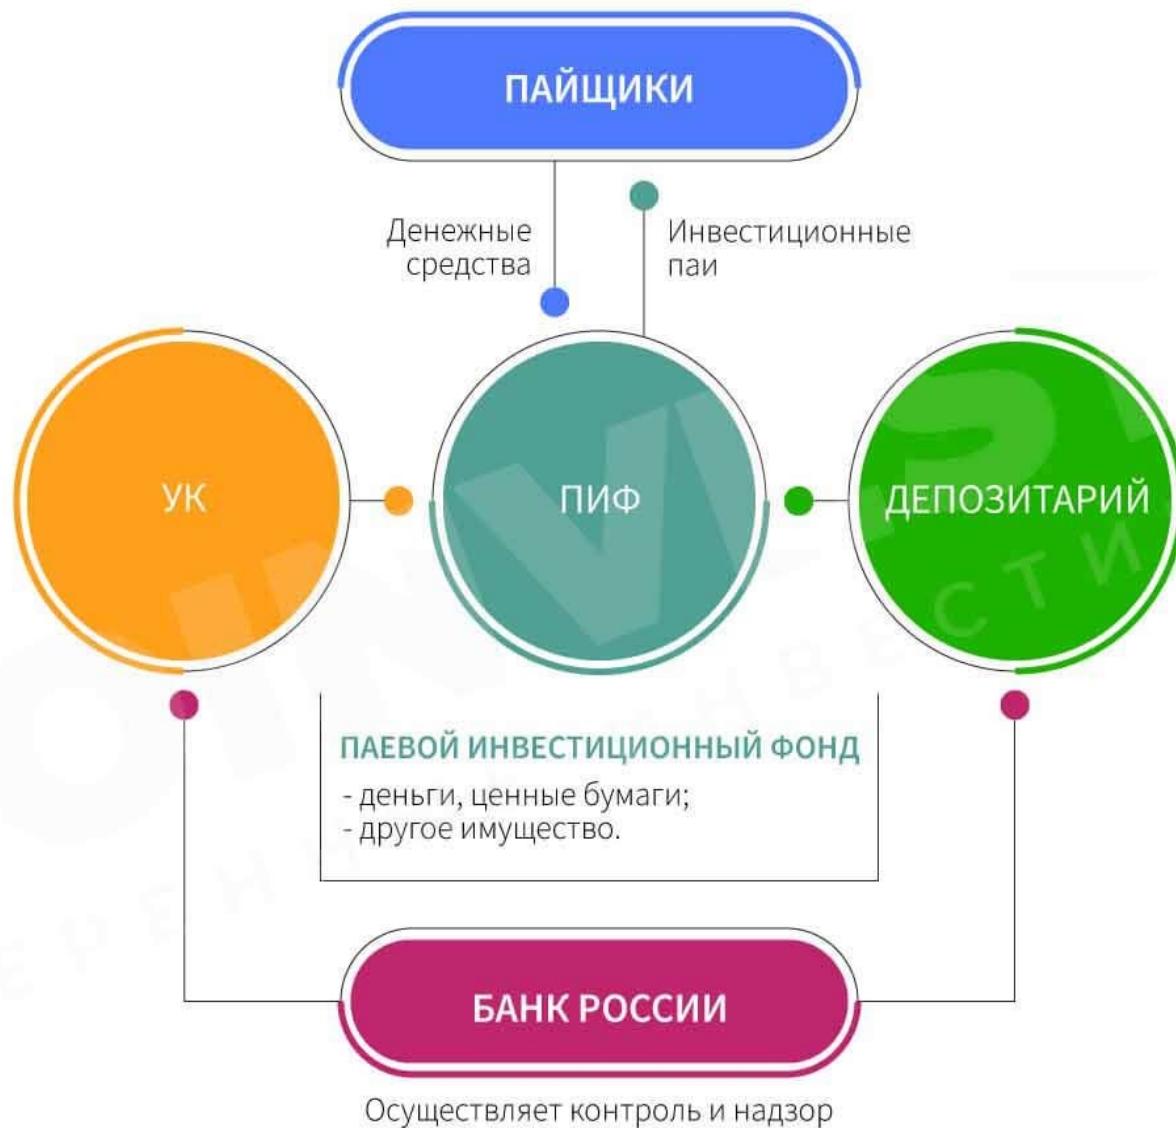 ПАЙЩИКИ
Денежные
средства
Инвестиционные
паи
УК
ПИФ
ДЕПОЗИТАРИЙ
ПАЕВОЙ ИНВЕСТИЦИОННЫЙ ФОНД
- деньги, ценные бумаги;
- другое имущество.
БАНК РОССИИ
Осуществляет контроль и надзор